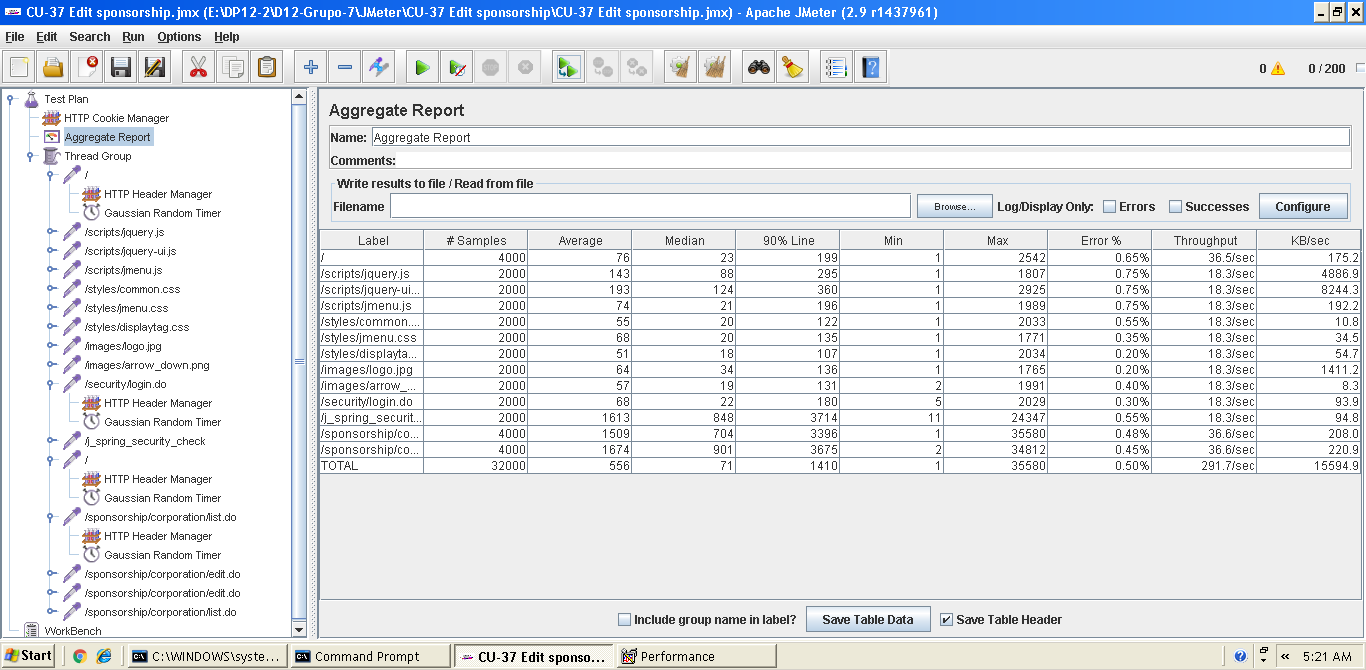 CU-37 Edit sponsorship.jmx (E:\DP12-2\D12-Grupo-7\JMeter\CU-37 Edit sponsorship\CU-37 Edit sponsorship.jmx) - Apache JMeter (2.9 r1437961)
File Edit Search Run Options Help
0 0 / 200
Test Plan
HTTP Cookie Manager
Aggregate Report
Thread Group
/
HTTP Header Manager
Gaussian Random Timer
/scripts/jquery.js
/scripts/jquery-ui.js
/scripts/jmenu.js
/styles/common.css
/styles/jmenu.css
/styles/displaytag.css
/images/logo.jpg
/images/arrow_down.png
/security/login.do
HTTP Header Manager
Gaussian Random Timer
/j_spring_security_check
/
HTTP Header Manager
Gaussian Random Timer
/sponsorship/corporation/list.do
HTTP Header Manager
Gaussian Random Timer
/sponsorship/corporation/edit.do
/sponsorship/corporation/edit.do
/sponsorship/corporation/list.do
WorkBench
Aggregate Report
Name: Aggregate Report
Comments:
Write results to file / Read from file
Filename Browse... Log/Display Only: Errors Successes Configure
Label # Samples Average Median 90% Line Min Max Error % Throughput KB/sec
/ 4000 76 23 199 1 2542 0.65% 36.5/sec 175.2
/scripts/jquery.js 2000 143 88 295 1 1807 0.75% 18.3/sec 4886.9
/scripts/jquery-ui... 2000 193 124 360 1 2925 0.75% 18.3/sec 8244.3
/scripts/jmenu.js 2000 74 21 196 1 1989 0.75% 18.3/sec 192.2
/styles/common.... 2000 55 20 122 1 2033 0.55% 18.3/sec 10.8
/styles/jmenu.css 2000 68 20 135 1 1771 0.35% 18.3/sec 34.5
/styles/displayta... 2000 51 18 107 1 2034 0.20% 18.3/sec 54.7
/images/logo.jpg 2000 64 34 136 1 1765 0.20% 18.3/sec 1411.2
/images/arrow_... 2000 57 19 131 2 1991 0.40% 18.3/sec 8.3
/security/login.do 2000 68 22 180 5 2029 0.30% 18.3/sec 93.9
/j_spring_securit... 2000 1613 848 3714 11 24347 0.55% 18.3/sec 94.8
/sponsorship/co... 4000 1509 704 3396 1 35580 0.48% 36.6/sec 208.0
/sponsorship/co... 4000 1674 901 3675 2 34812 0.45% 36.6/sec 220.9
TOTAL 32000 556 71 1410 1 35580 0.50% 291.7/sec 15594.9
Include group name in label? Save Table Data Save Table Header
Start C:\WINDOWS\syste... Command Prompt CU-37 Edit sponso... Performance 5:21 AM